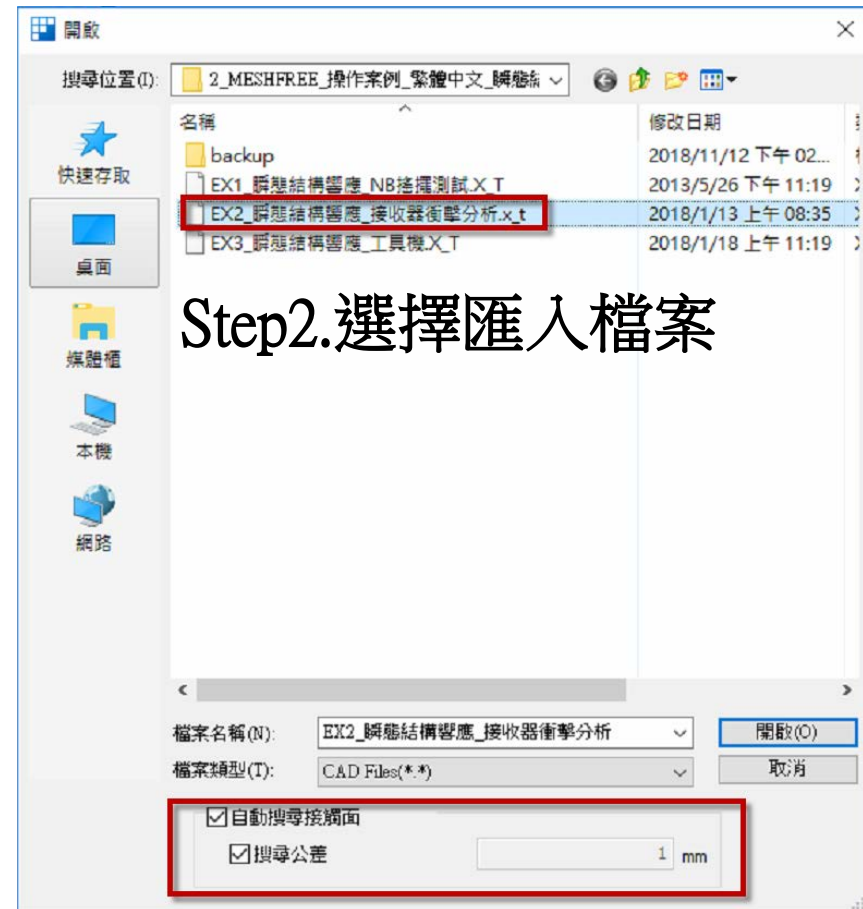 開啟
搜尋位置(I): 2_MESHFREE_操作案例_繁體中文_瞬態結
名稱 修改日期
backup 2018/11/12 下午 02...
EX1_瞬態結構響應_NB搖擺測試.X_T 2013/5/26 下午 11:19
EX2_瞬態結構響應_接收器衝擊分析.x_t 2018/1/13 上午 08:35
EX3_瞬態結構響應_工具機.X_T 2018/1/18 上午 11:19
快速存取
桌面
媒體櫃
本機
網路
Step2.選擇匯入檔案
檔案名稱(N): EX2_瞬態結構響應_接收器衝擊分析 開啟(O)
檔案類型(T): CAD Files(*.*) 取消
自動搜尋接觸面
搜尋公差 1 mm